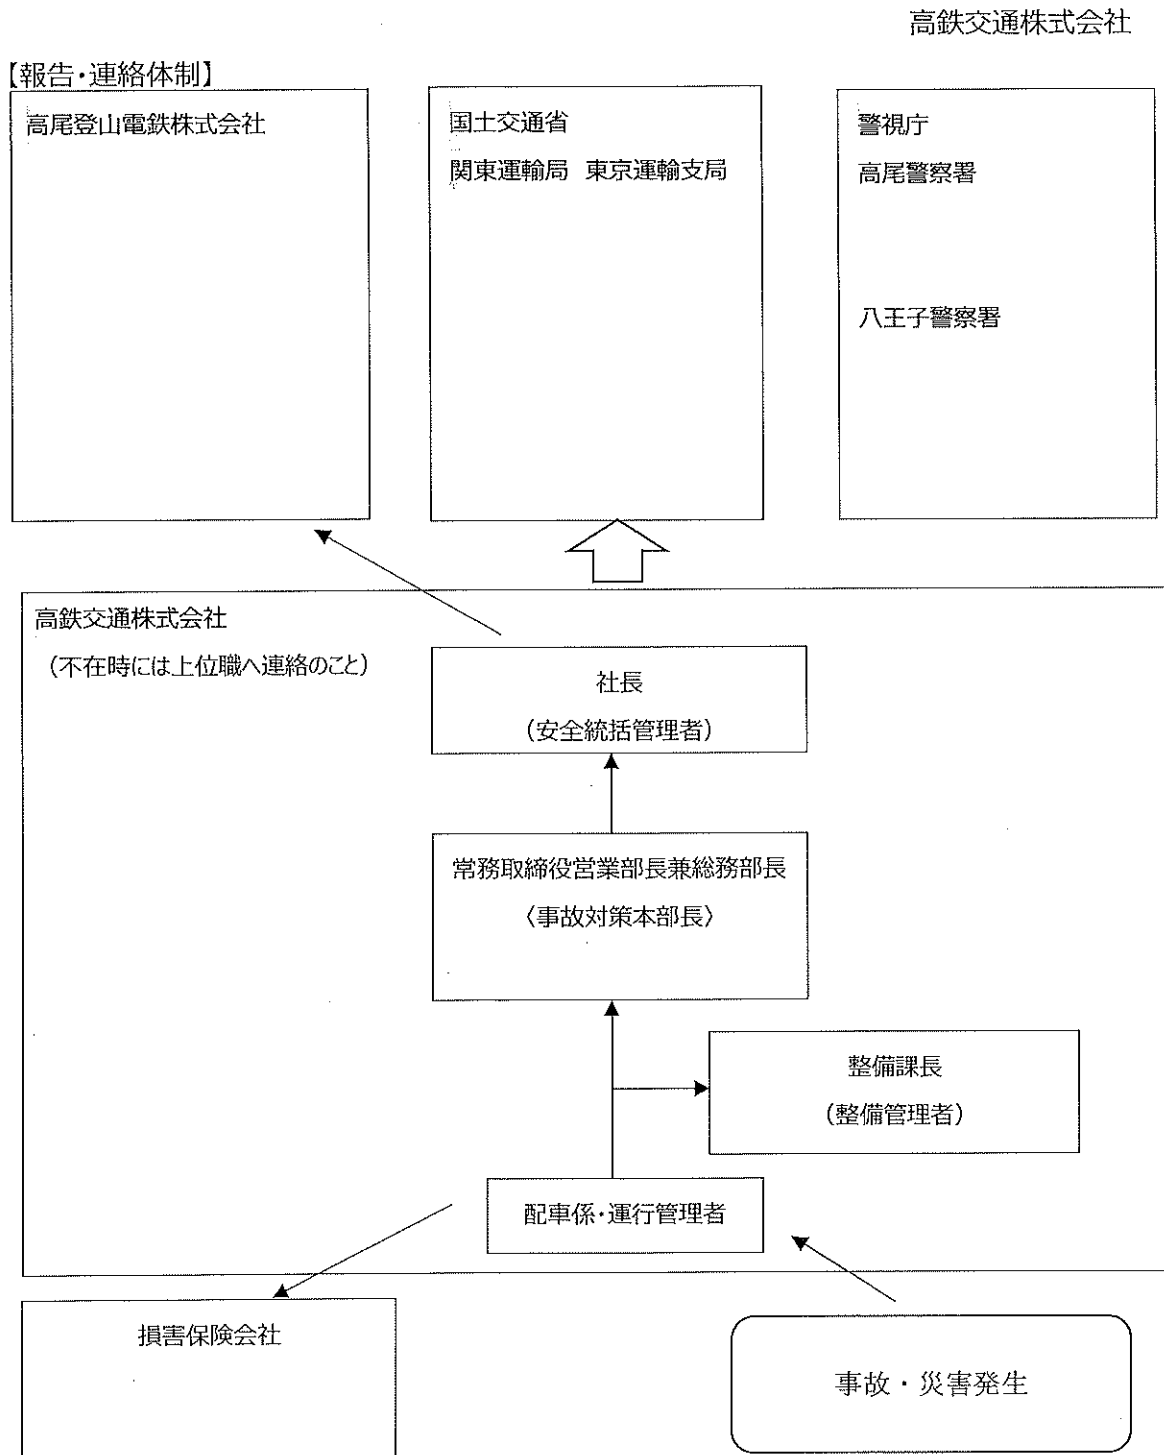 高鉄交通株式会社
【報告・連絡体制】
高尾登山電鉄株式会社
国土交通省
関東運輸局 東京運輸支局
警視庁
高尾警察署
八王子警察署
高鉄交通株式会社
（不在時には上位職へ連絡のこと）
社長
（安全統括管理者）
常務取締役営業部長兼総務部長
〈事故対策本部長〉
整備課長
（整備管理者）
配車係・運行管理者
損害保険会社
事故・災害発生